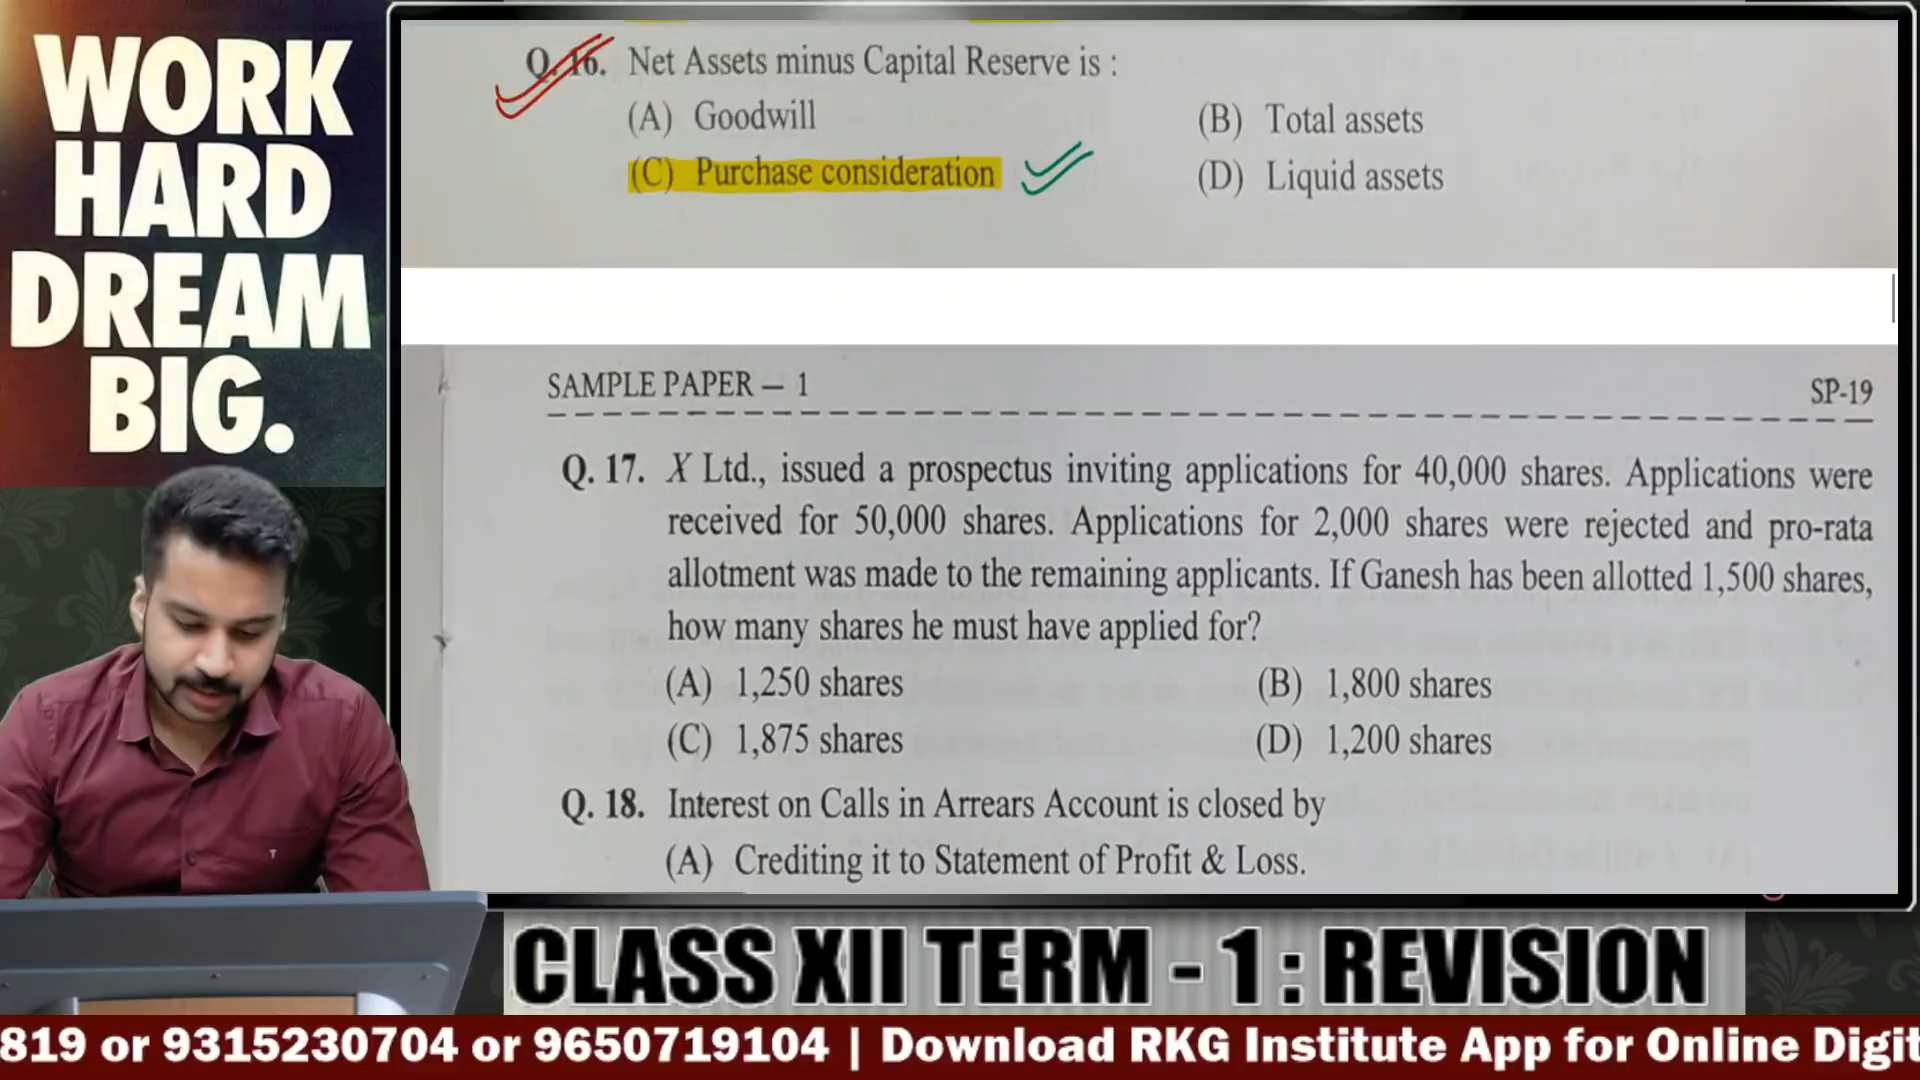 WORK
HARD
DREAM
BIG.
Q. 16. Net Assets minus Capital Reserve is :
(A) Goodwill (B) Total assets
(C) Purchase consideration (D) Liquid assets
SAMPLE PAPER – 1 SP-19
Q. 17. X Ltd., issued a prospectus inviting applications for 40,000 shares. Applications were
received for 50,000 shares. Applications for 2,000 shares were rejected and pro-rata
allotment was made to the remaining applicants. If Ganesh has been allotted 1,500 shares,
how many shares he must have applied for?
(A) 1,250 shares (B) 1,800 shares
(C) 1,875 shares (D) 1,200 shares
Q. 18. Interest on Calls in Arrears Account is closed by
(A) Crediting it to Statement of Profit & Loss.
CLASS XII TERM - 1 : REVISION
819 or 9315230704 or 9650719104 | Download RKG Institute App for Online Digit